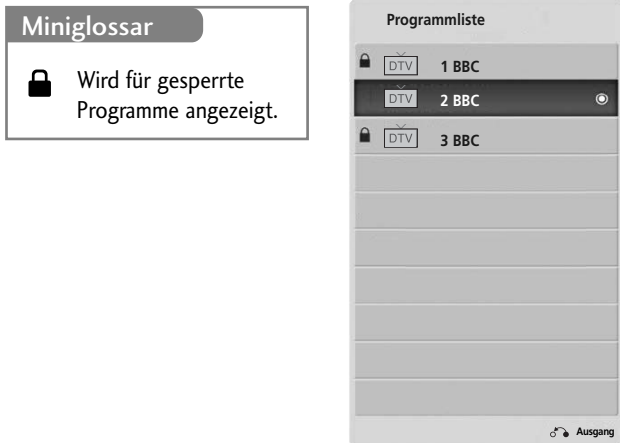 Miniglossar
Wird für gesperrte
Programme angezeigt.
Programmliste
DTV 1 BBC
DTV 2 BBC
DTV 3 BBC
Ausgang